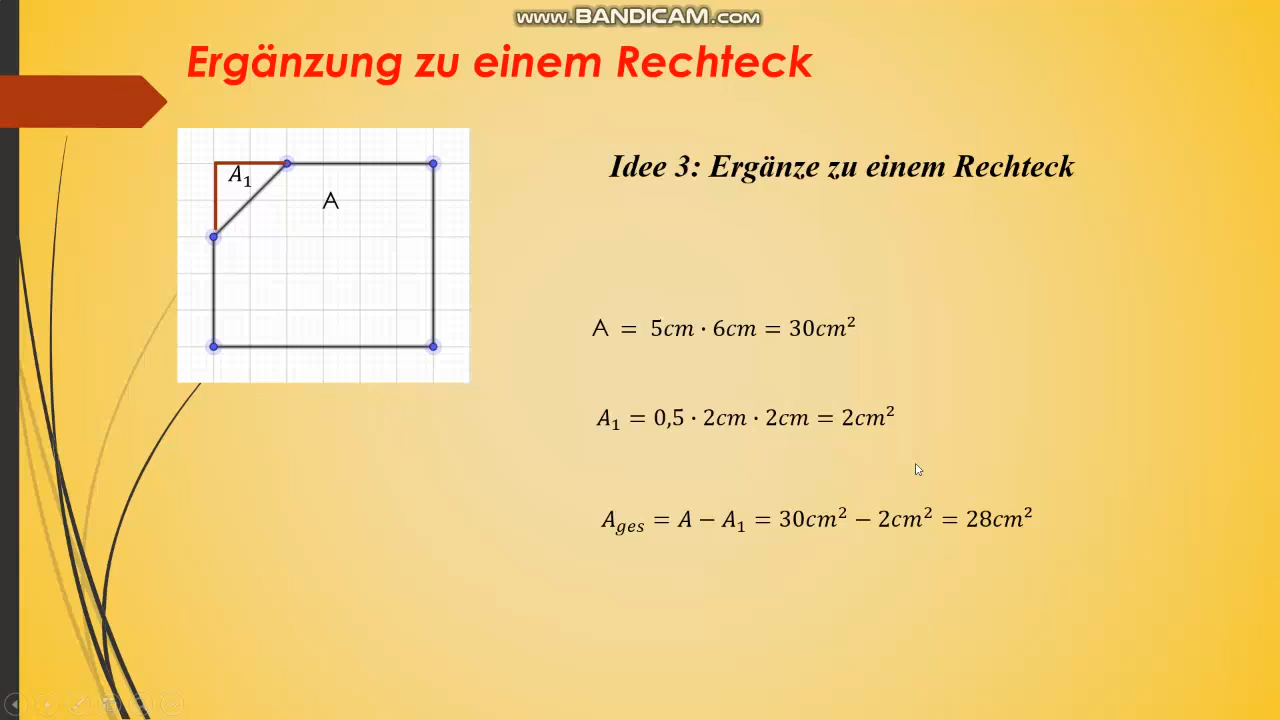 www.BANDICAM.com
Ergänzung zu einem Rechteck
A₁
A
Idee 3: Ergänze zu einem Rechteck
A = 5cm · 6cm = 30cm²
A₁ = 0,5 · 2cm · 2cm = 2cm²
A_ges = A − A₁ = 30cm² − 2cm² = 28cm²